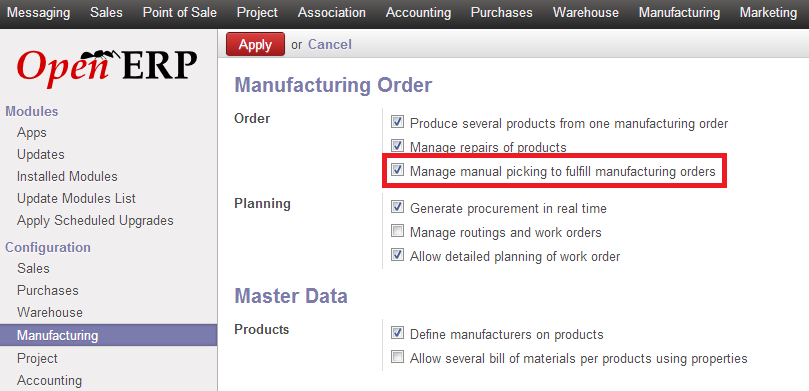 Messaging Sales Point of Sale Project Association Accounting Purchases Warehouse Manufacturing Marketing
Open ERP
Modules
Apps
Updates
Installed Modules
Update Modules List
Apply Scheduled Upgrades
Configuration
Sales
Purchases
Warehouse
Manufacturing
Project
Accounting
Apply or Cancel
Manufacturing Order
Order
Produce several products from one manufacturing order
Manage repairs of products
Manage manual picking to fulfill manufacturing orders
Planning
Generate procurement in real time
Manage routings and work orders
Allow detailed planning of work order
Master Data
Products
Define manufacturers on products
Allow several bill of materials per products using properties